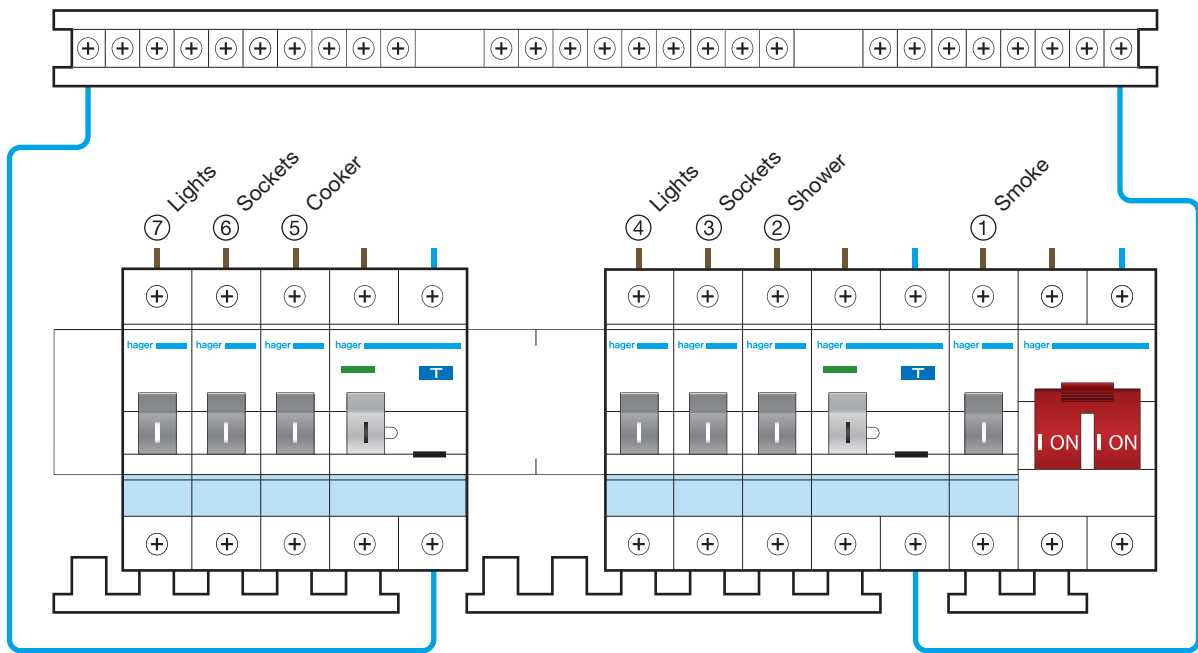 ⑦ Lights
⑥ Sockets
⑤ Cooker
④ Lights
③ Sockets
② Shower
① Smoke
hager
hager
hager
hager
T
hager
hager
hager
hager
T
hager
hager
I ON
I ON